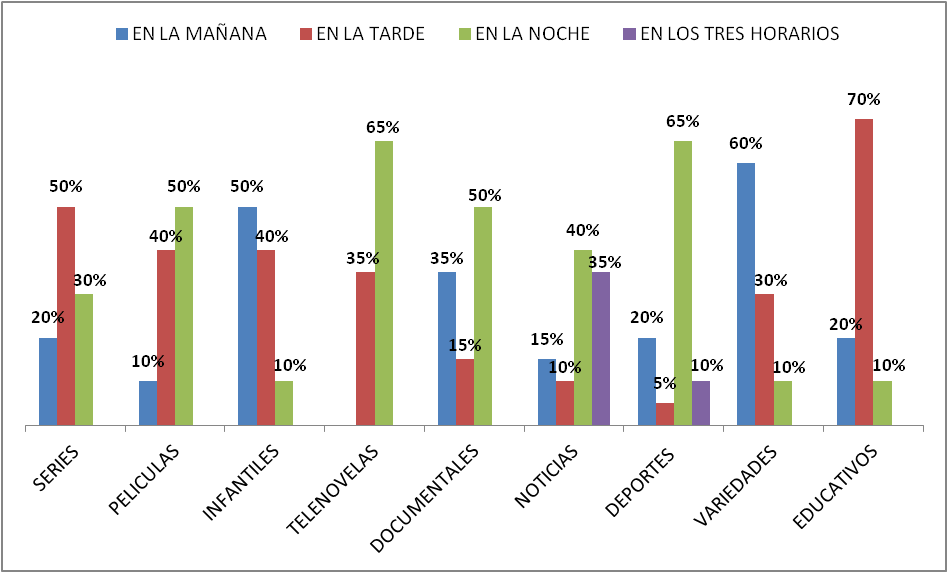 EN LA MAÑANA EN LA TARDE EN LA NOCHE EN LOS TRES HORARIOS
20% 50% 30%
10% 40% 50%
50% 40% 10%
35% 65%
35% 15% 50%
15% 10% 40% 35%
20% 5% 65% 10%
60% 30% 10%
20% 70% 10%
SERIES
PELICULAS
INFANTILES
TELENOVELAS
DOCUMENTALES
NOTICIAS
DEPORTES
VARIEDADES
EDUCATIVOS